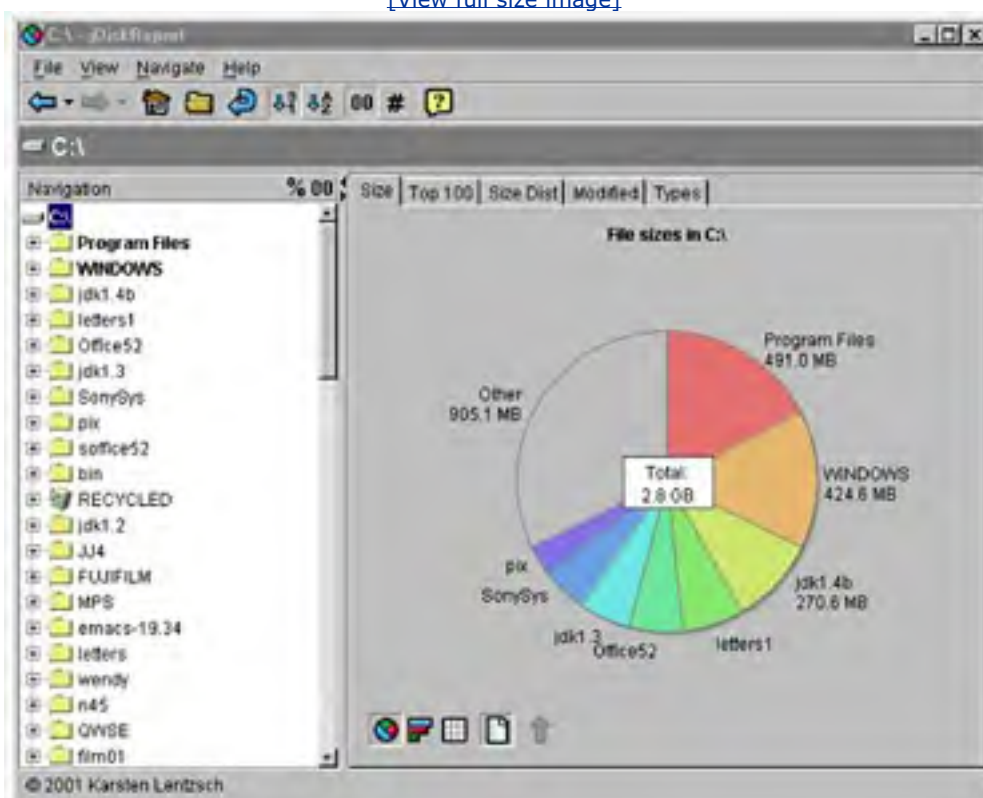 [View full size image]
C:\ - JDiskReport
File View Navigate Help
00 # ?
C:\
Navigation % 00
C:\
Program Files
WINDOWS
jdk1.4b
letters1
Office52
jdk1.3
SonySys
pix
soffice52
bin
RECYCLED
jdk1.2
JJ4
FUJIFILM
MPS
emacs-19.34
letters
wendy
n45
QWSE
film01
© 2001 Karsten Lentzsch
Size Top 100 Size Dist Modified Types
File sizes in C:\
Program Files
491.0 MB
Other
905.1 MB
Total:
2.8 GB
WINDOWS
424.6 MB
jdk1.4b
270.6 MB
pix
SonySys
jdk1.3
Office52
letters1